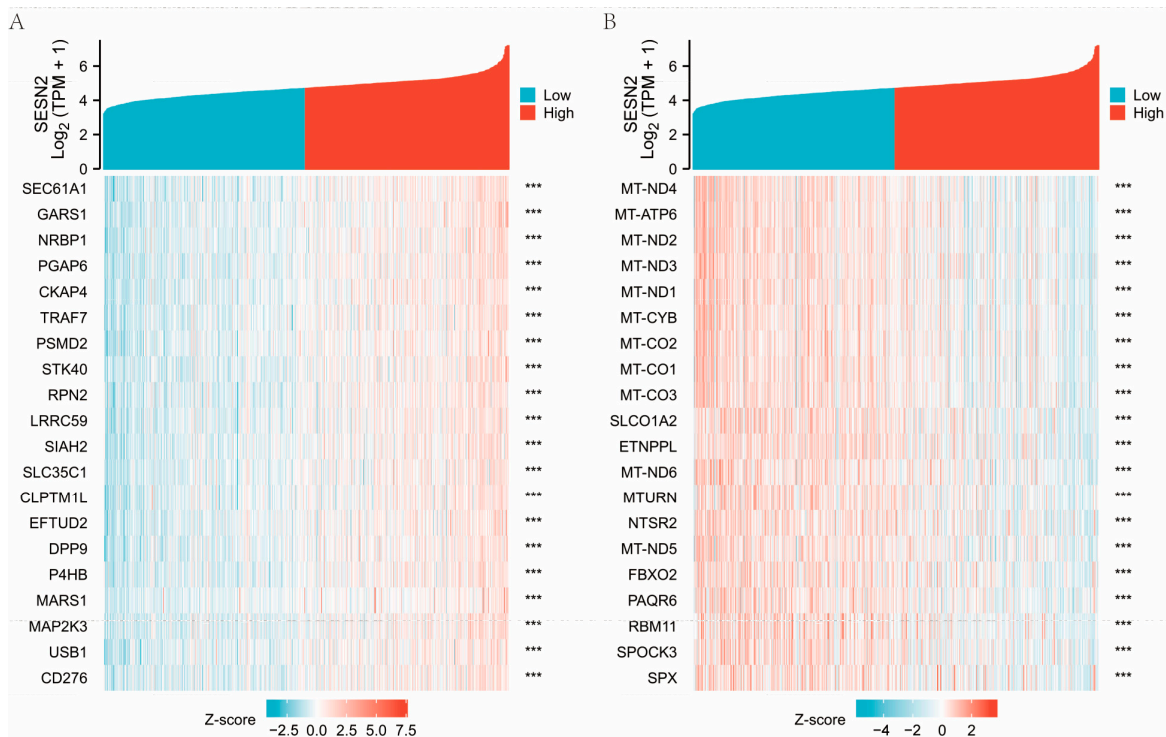 A
SESN2
Log2 (TPM + 1)
6
4
2
0
Low
High
SEC61A1 ***
GARS1 ***
NRBP1 ***
PGAP6 ***
CKAP4 ***
TRAF7 ***
PSMD2 ***
STK40 ***
RPN2 ***
LRRC59 ***
SIAH2 ***
SLC35C1 ***
CLPTM1L ***
EFTUD2 ***
DPP9 ***
P4HB ***
MARS1 ***
MAP2K3 ***
USB1 ***
CD276 ***
Z-score
−2.5 0.0 2.5 5.0 7.5
B
SESN2
Log2 (TPM + 1)
6
4
2
0
Low
High
MT-ND4 ***
MT-ATP6 ***
MT-ND2 ***
MT-ND3 ***
MT-ND1 ***
MT-CYB ***
MT-CO2 ***
MT-CO1 ***
MT-CO3 ***
SLCO1A2 ***
ETNPPL ***
MT-ND6 ***
MTURN ***
NTSR2 ***
MT-ND5 ***
FBXO2 ***
PAQR6 ***
RBM11 ***
SPOCK3 ***
SPX ***
Z-score
−4 −2 0 2